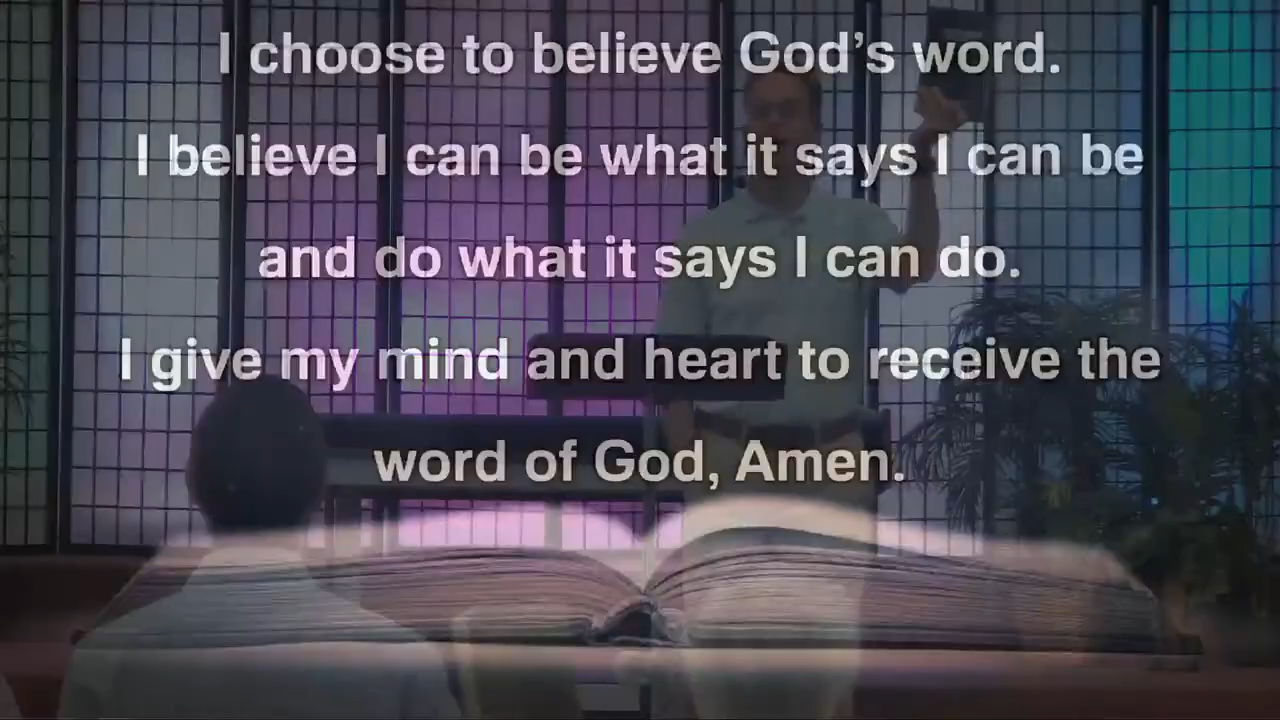 I choose to believe God’s word.
I believe I can be what it says I can be
and do what it says I can do.
I give my mind and heart to receive the
word of God, Amen.